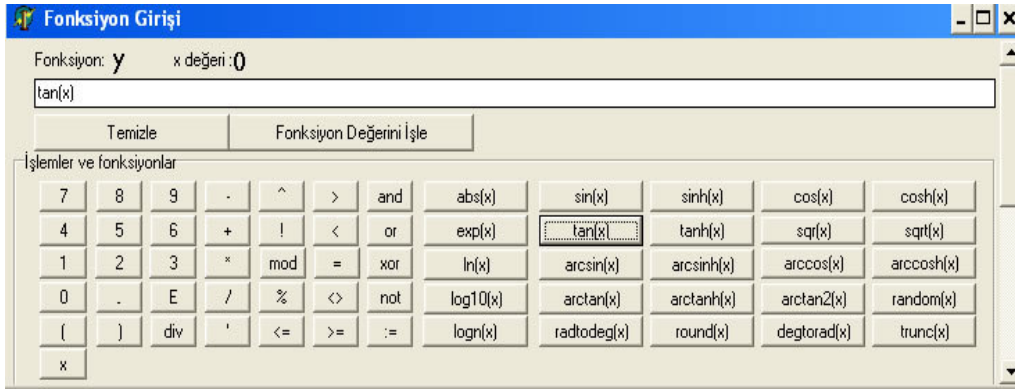 Fonksiyon Girişi
Fonksiyon: y x değeri :0
tan(x)
Temizle Fonksiyon Değerini İşle
İşlemler ve fonksiyonlar
7 8 9 - ^ > and abs(x) sin(x) sinh(x) cos(x) cosh(x)
4 5 6 + ! < or exp(x) tan(x) tanh(x) sqr(x) sqrt(x)
1 2 3 * mod = xor ln(x) arcsin(x) arcsinh(x) arccos(x) arccosh(x)
0 . E / % <> not log10(x) arctan(x) arctanh(x) arctan2(x) random(x)
( ) div ' <= >= := logn(x) radtodeg(x) round(x) degtorad(x) trunc(x)
x